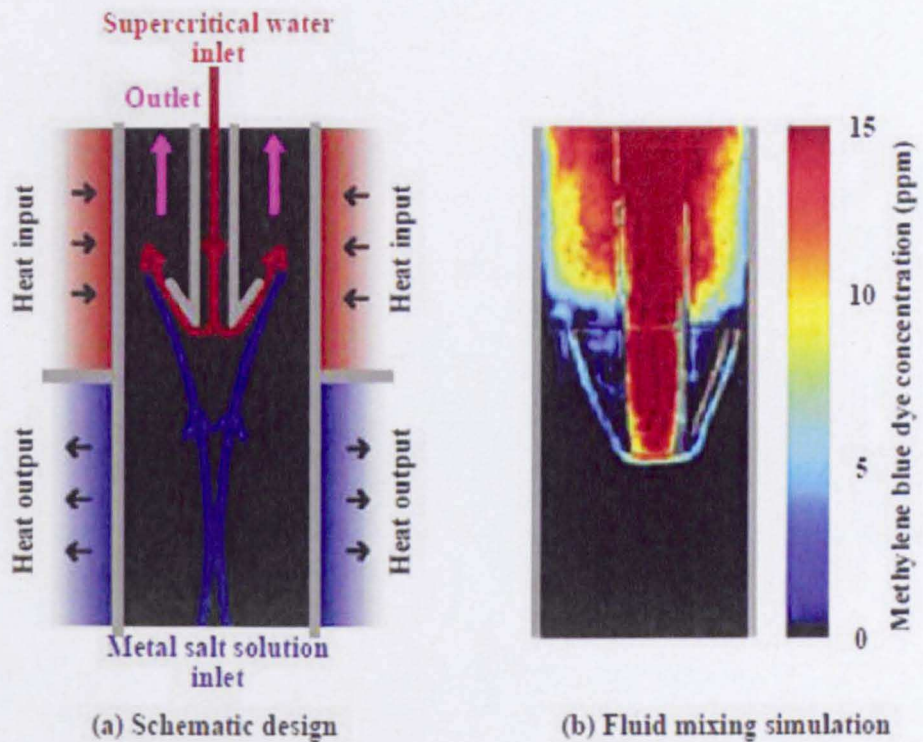 Supercritical water
inlet
Outlet
Heat input
Heat input
Heat output
Heat output
Metal salt solution
inlet
(a) Schematic design
15
10
5
0
Methylene blue dye concentration (ppm)
(b) Fluid mixing simulation